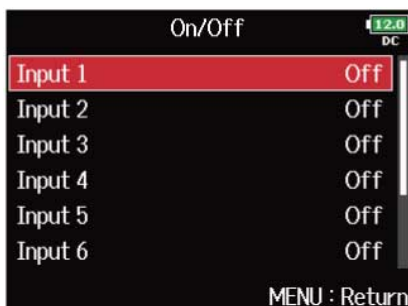 On/Off 12.0
DC
Input 1 Off
Input 2 Off
Input 3 Off
Input 4 Off
Input 5 Off
Input 6 Off
MENU : Return